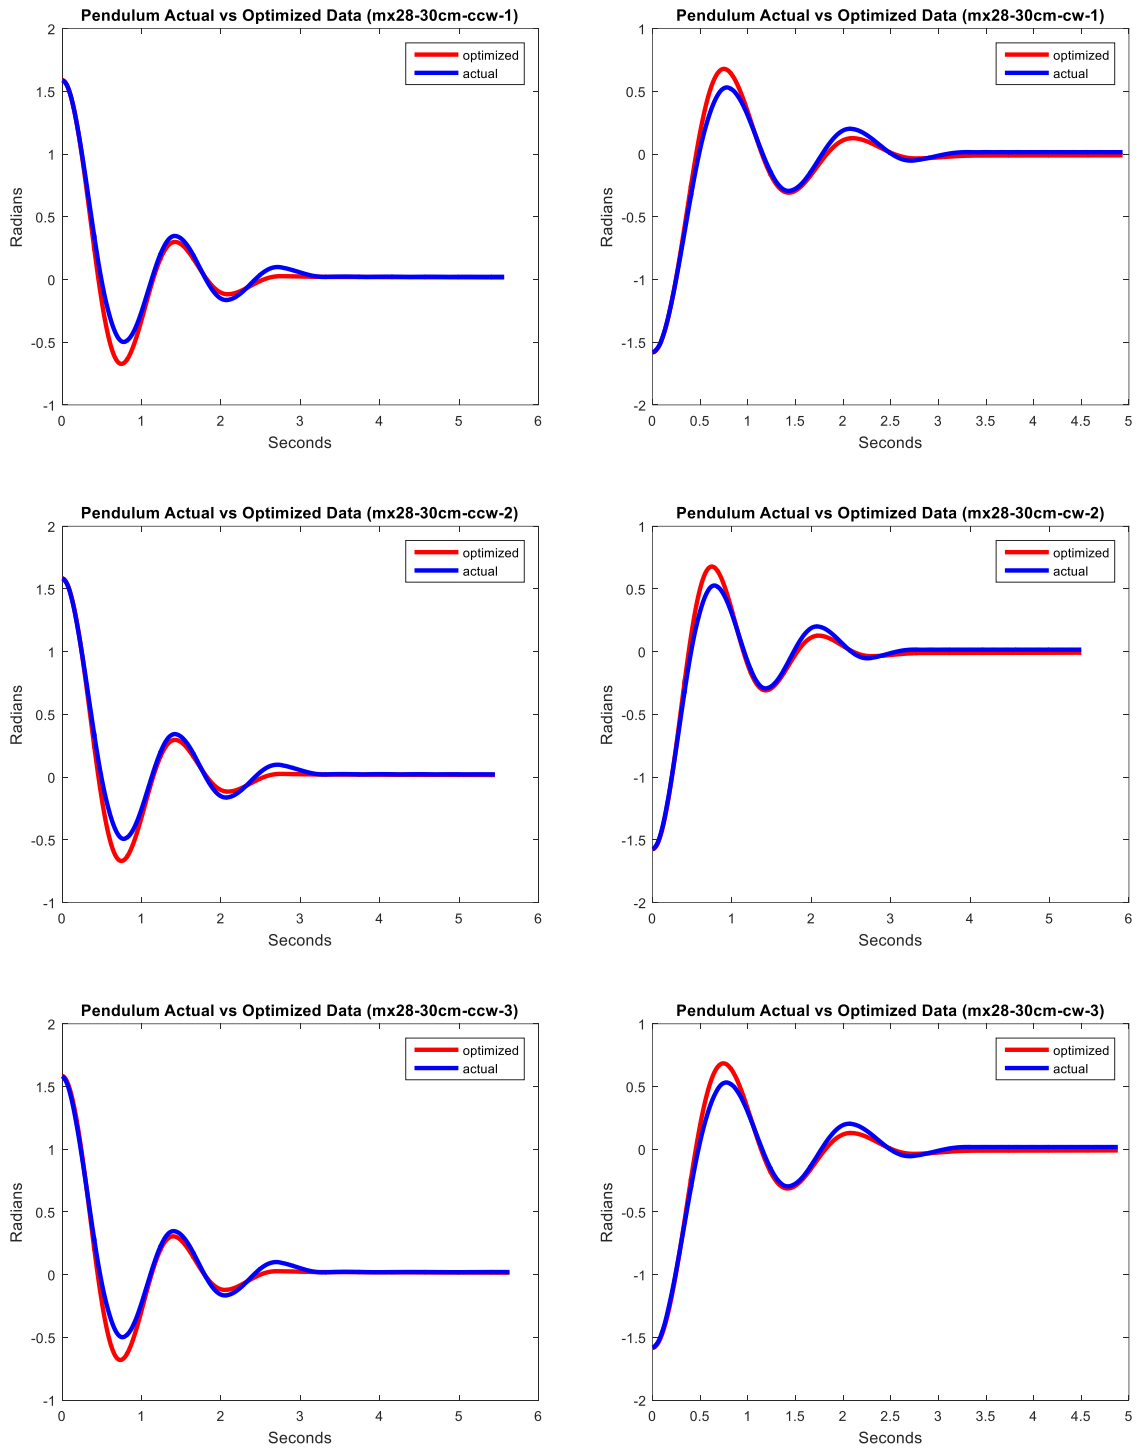 Pendulum Actual vs Optimized Data (mx28-30cm-ccw-1)
optimized
actual
2
1.5
1
0.5
0
-0.5
-1
Radians
0 1 2 3 4 5 6
Seconds
Pendulum Actual vs Optimized Data (mx28-30cm-cw-1)
optimized
actual
1
0.5
0
-0.5
-1
-1.5
-2
Radians
0 0.5 1 1.5 2 2.5 3 3.5 4 4.5 5
Seconds
Pendulum Actual vs Optimized Data (mx28-30cm-ccw-2)
optimized
actual
2
1.5
1
0.5
0
-0.5
-1
Radians
0 1 2 3 4 5 6
Seconds
Pendulum Actual vs Optimized Data (mx28-30cm-cw-2)
optimized
actual
1
0.5
0
-0.5
-1
-1.5
-2
Radians
0 1 2 3 4 5 6
Seconds
Pendulum Actual vs Optimized Data (mx28-30cm-ccw-3)
optimized
actual
2
1.5
1
0.5
0
-0.5
-1
Radians
0 1 2 3 4 5 6
Seconds
Pendulum Actual vs Optimized Data (mx28-30cm-cw-3)
optimized
actual
1
0.5
0
-0.5
-1
-1.5
-2
Radians
0 0.5 1 1.5 2 2.5 3 3.5 4 4.5 5
Seconds